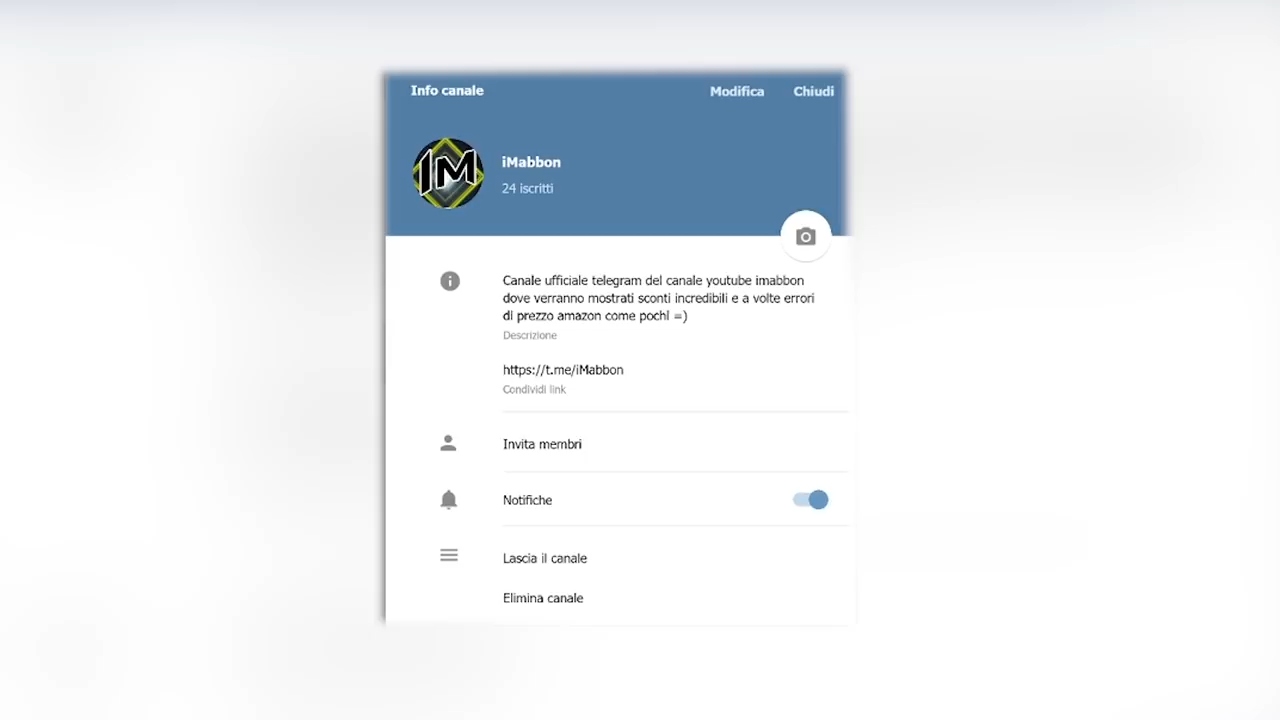 Info canale
Modifica
Chiudi
IM
iMabbon
24 iscritti
Canale ufficiale telegram del canale youtube imabbon
dove verranno mostrati sconti incredibili e a volte errori
di prezzo amazon come pochI =)
Descrizione
https://t.me/iMabbon
Condividi link
Invita membri
Notifiche
Lascia il canale
Elimina canale